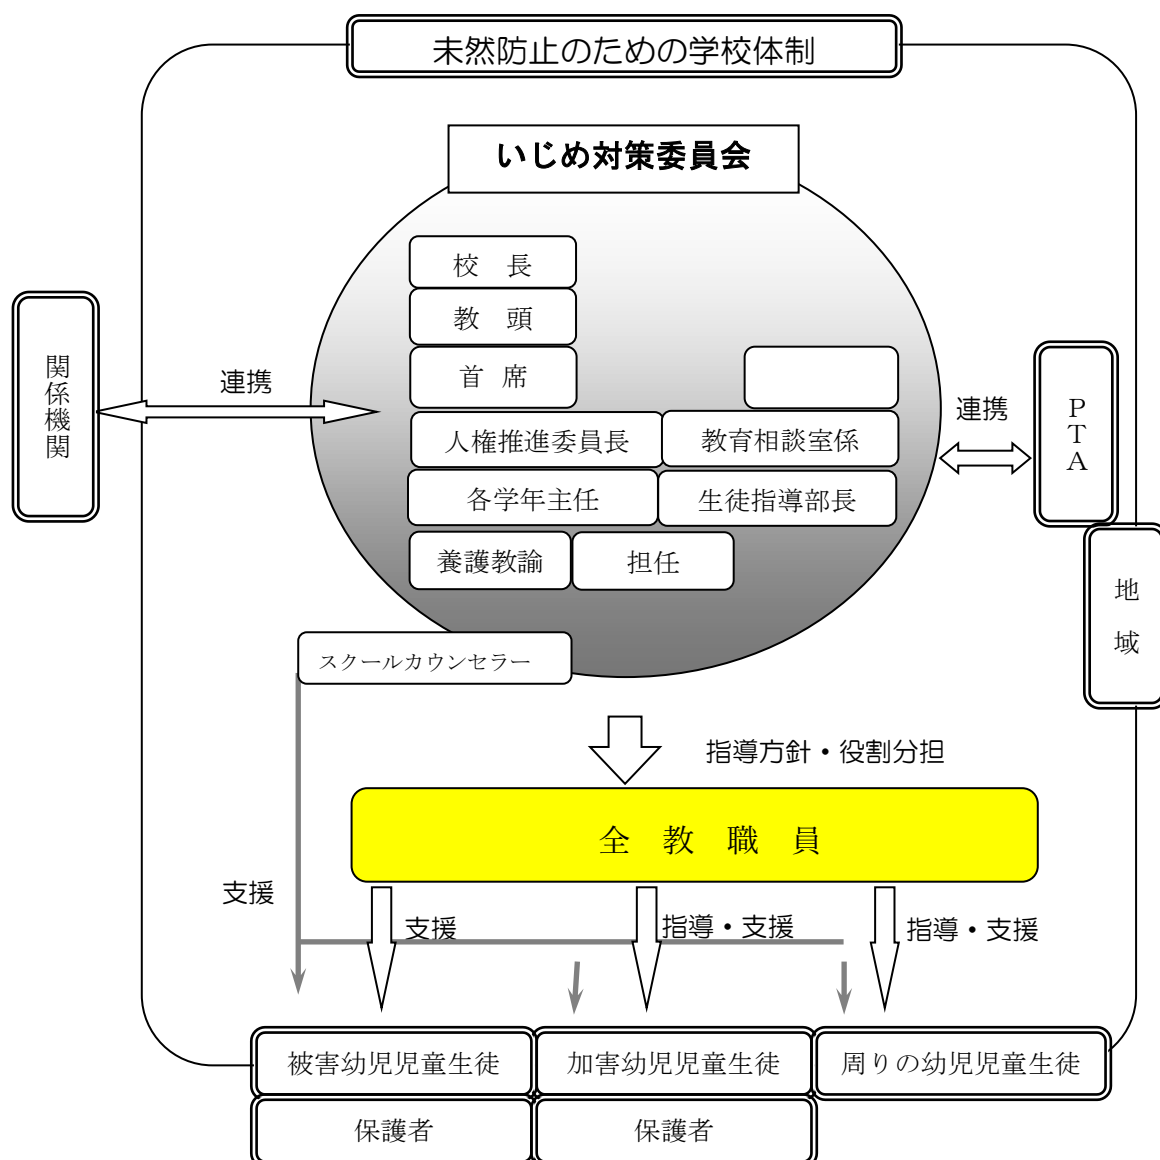 未然防止のための学校体制
いじめ対策委員会
校　長
教　頭
首　席
人権推進委員長
教育相談室係
各学年主任
生徒指導部長
養護教諭
担任
スクールカウンセラー
関係機関
連携
連携
PTA
地域
指導方針・役割分担
全　教　職　員
支援
支援
指導・支援
指導・支援
被害幼児児童生徒
加害幼児児童生徒
周りの幼児児童生徒
保護者
保護者